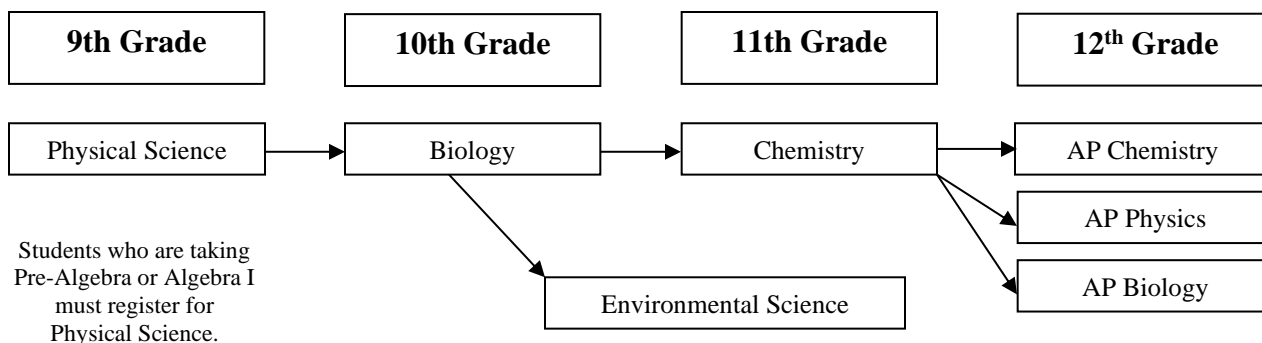 9th Grade
10th Grade
11th Grade
12th Grade
Physical Science
Biology
Chemistry
AP Chemistry
AP Physics
Students who are taking
Pre-Algebra or Algebra I
must register for
Physical Science.
Environmental Science
AP Biology